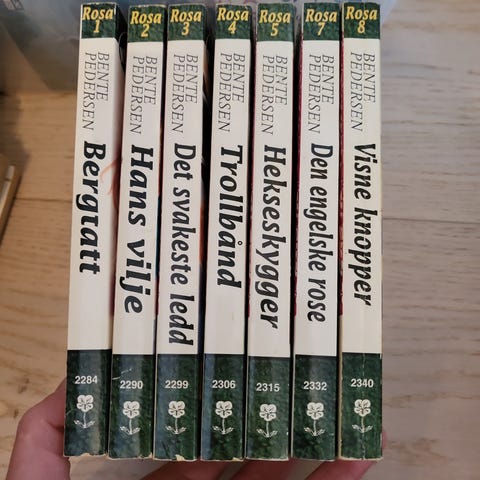 Rosa
1
BENTE
PEDERSEN
Bergtatt
2284
Rosa
2
BENTE
PEDERSEN
Hans vilje
2290
Rosa
3
BENTE
PEDERSEN
Det svakeste ledd
2299
Rosa
4
BENTE
PEDERSEN
Trollbånd
2306
Rosa
5
BENTE
PEDERSEN
Hekseskygger
2315
Rosa
7
BENTE
PEDERSEN
Den engelske rose
2332
Rosa
8
BENTE
PEDERSEN
Visne knopper
2340